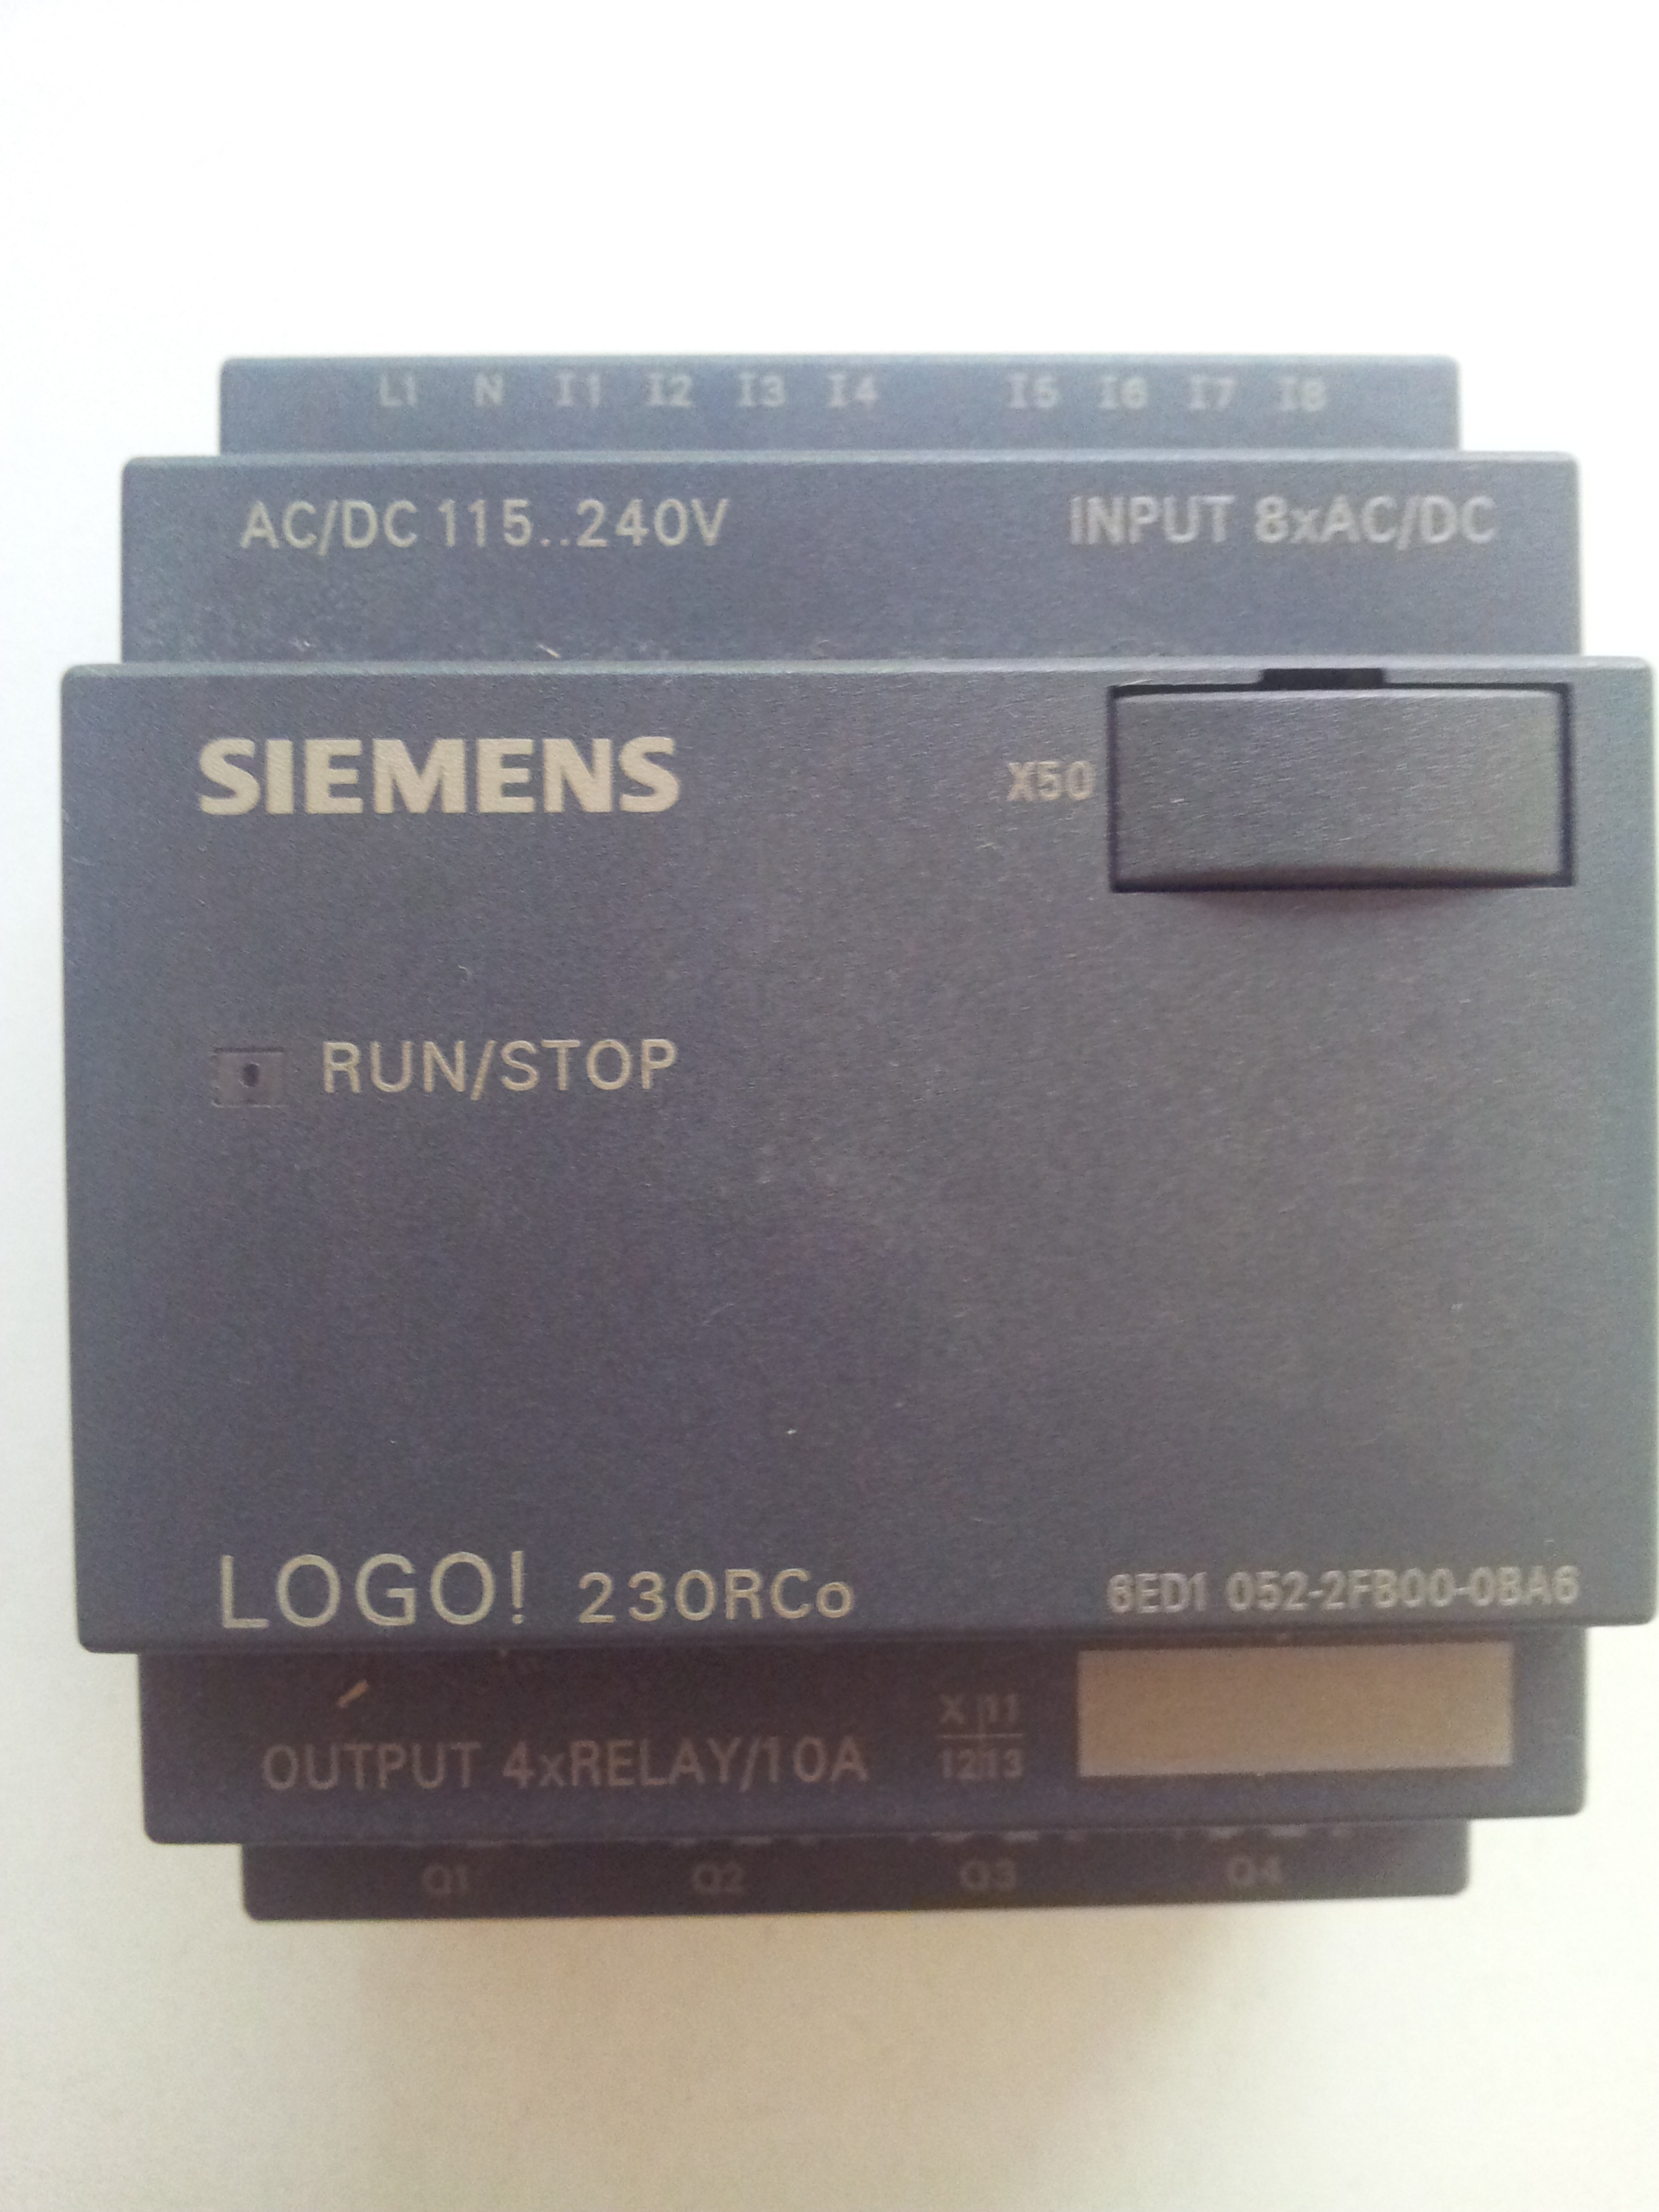 L1 N I1 I2 I3 I4 I5 I6 I7 I8
AC/DC 115..240V INPUT 8xAC/DC
SIEMENS
X50
RUN/STOP
LOGO! 230RCo
6ED1 052-2FB00-0BA6
X 11
12 13
OUTPUT 4xRELAY/10A
Q1 Q2 Q3 Q4